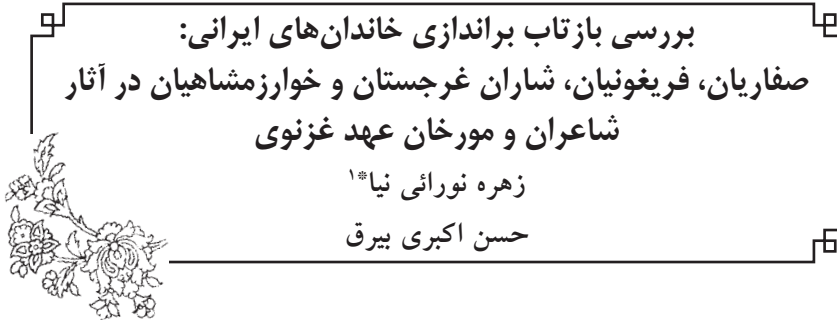 بررسی بازتاب براندازی خاندان‌های ایرانی:
صفاریان، فریغونیان، شاران غرجستان و خوارزمشاهیان در آثار
شاعران و مورخان عهد غزنوی
زهره نورائی نیا*۱
حسن اکبری بیرق